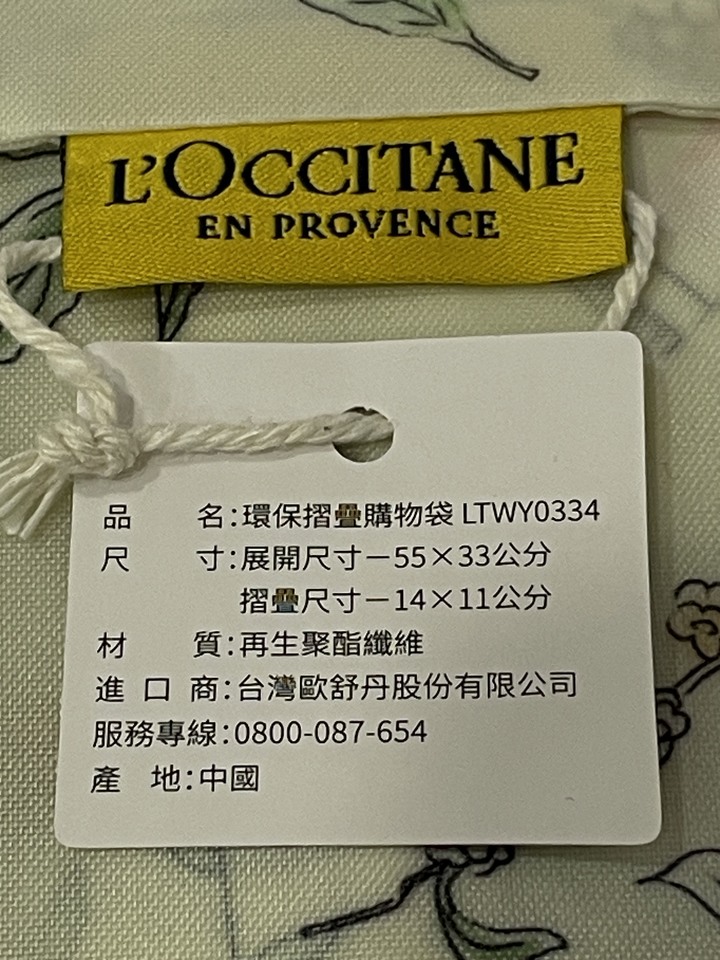 L'OCCITANE
EN PROVENCE
品名:環保摺疊購物袋 LTWY0334
尺寸:展開尺寸－55×33公分
摺疊尺寸－14×11公分
材質:再生聚酯纖維
進口商:台灣歐舒丹股份有限公司
服務專線:0800-087-654
產地:中國